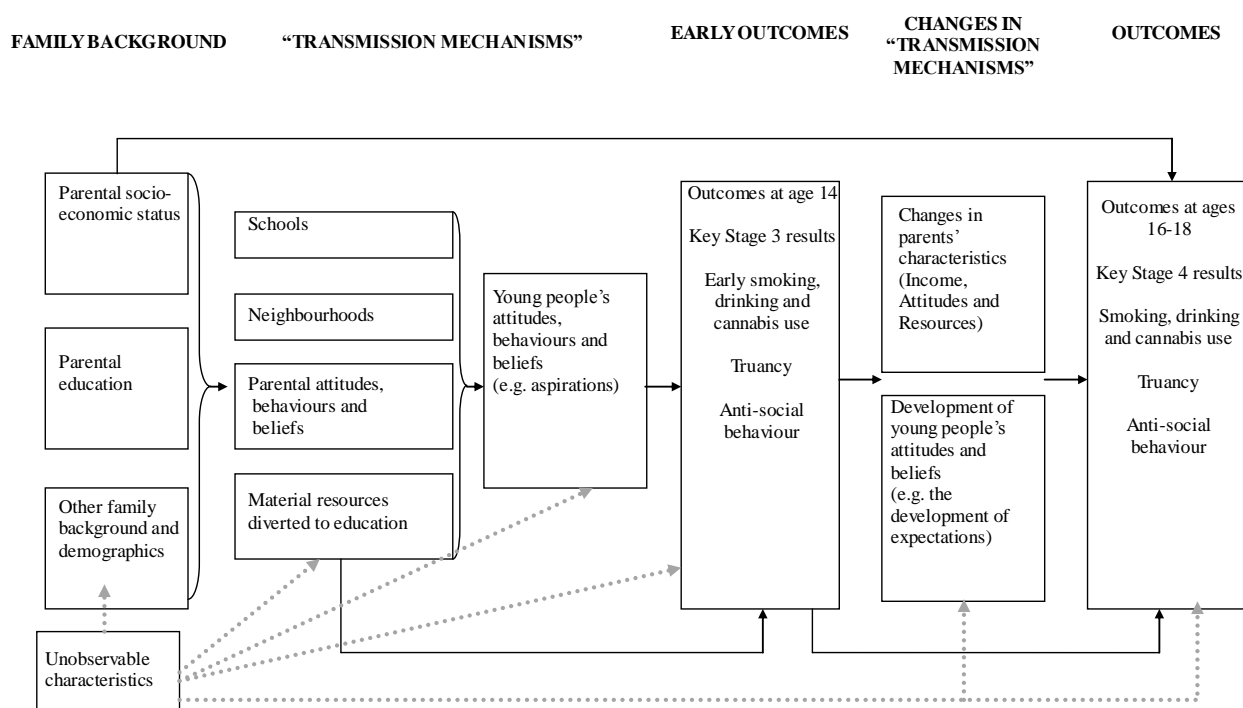 FAMILY BACKGROUND
“TRANSMISSION MECHANISMS”
EARLY OUTCOMES
CHANGES IN
“TRANSMISSION
MECHANISMS”
OUTCOMES
Parental socio-
economic status
Parental
education
Other family
background and
demographics
Unobservable
characteristics
Schools
Neighbourhoods
Parental attitudes,
behaviours and
beliefs
Material resources
diverted to education
Young people’s
attitudes,
behaviours and
beliefs
(e.g. aspirations)
Outcomes at age 14
Key Stage 3 results
Early smoking,
drinking and
cannabis use
Truancy
Anti-social
behaviour
Changes in
parents’
characteristics
(Income,
Attitudes and
Resources)
Development of
young people’s
attitudes and
beliefs
(e.g. the
development of
expectations)
Outcomes at ages
16-18
Key Stage 4 results
Smoking, drinking
and cannabis use
Truancy
Anti-social
behaviour